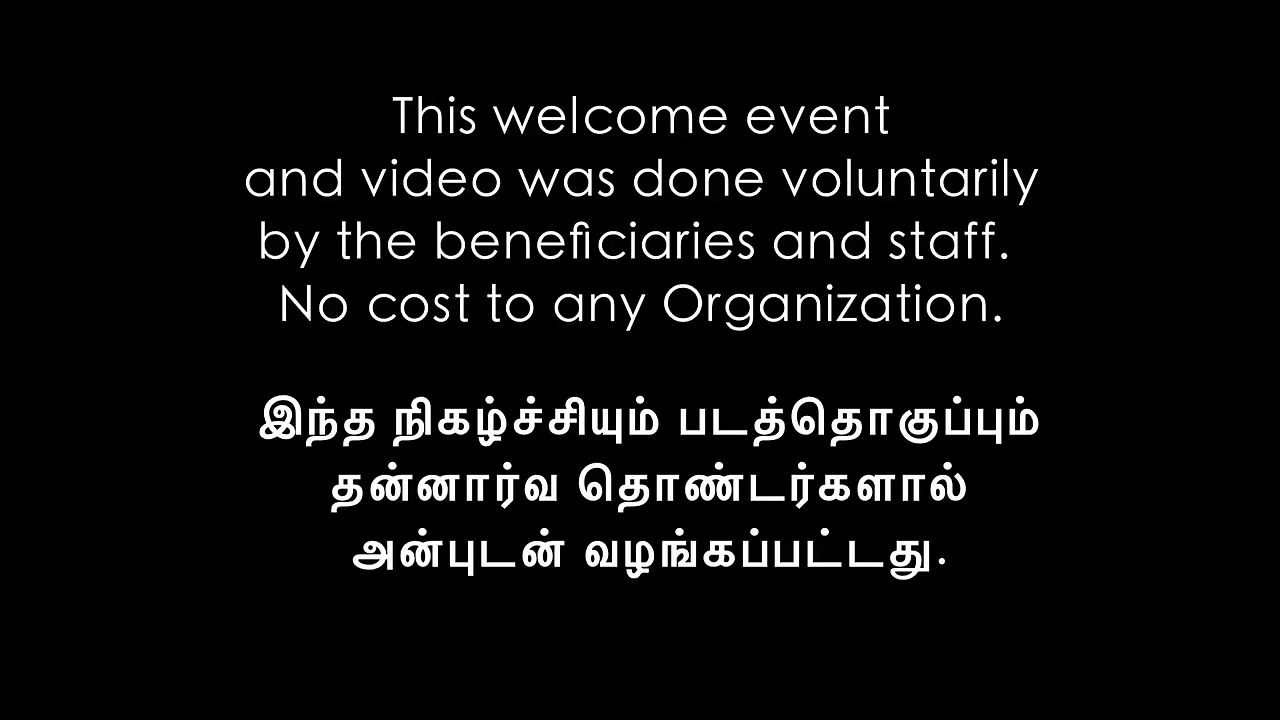 This welcome event
and video was done voluntarily
by the beneficiaries and staff.
No cost to any Organization.
இந்த நிகழ்ச்சியும் படத்தொகுப்பும்
தன்னார்வ தொண்டர்களால்
அன்புடன் வழங்கப்பட்டது.